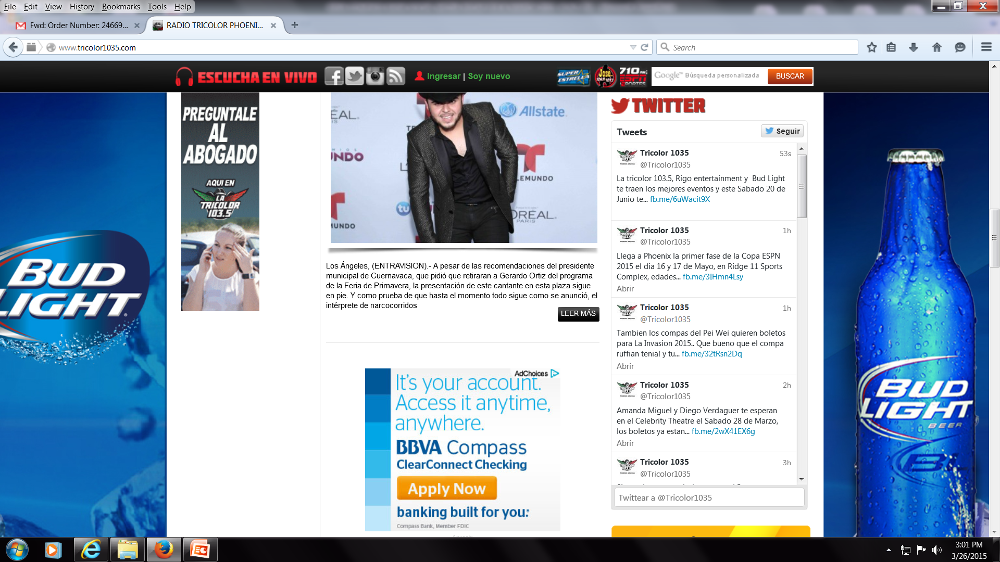 File Edit View History Bookmarks Tools Help
Fwd: Order Number: 24669...
RADIO TRICOLOR PHOENI...
www.tricolor1035.com
Search
ESCUCHA EN VIVO
Ingresar | Soy nuevo
SUPER ESTRELLA
José
710 AM
ESPN
DEPORTES
Google™ Búsqueda personalizada
BUSCAR
PREGUNTALE
AL
ABOGADO
AQUI EN
LA
TRICOLOR
103.5
BUD
LIGHT
Allstate
MUNDO
tu
L'ORÉAL
PARIS
Los Ángeles, (ENTRAVISION).- A pesar de las recomendaciones del presidente
municipal de Cuernavaca, que pidió que retiraran a Gerardo Ortiz del programa
de la Feria de Primavera, la presentación de este cantante en esta plaza sigue
en pie. Y como prueba de que hasta el momento todo sigue como se anunció, el
intérprete de narcocorridos
LEER MÁS
AdChoices
It's your account.
Access it anytime,
anywhere.
BBVA Compass
ClearConnect Checking
Apply Now
banking built for you:
Compass Bank, Member FDIC
Anuncio
TWITTER
Tweets
Seguir
Tricolor 1035 53s
@Tricolor1035
La tricolor 103.5, Rigo entertainment y Bud Light
te traen los mejores eventos y este Sabado 20 de
Junio te... fb.me/6uWacit9X
Tricolor 1035 1h
@Tricolor1035
Llega a Phoenix la primer fase de la Copa ESPN
2015 el dia 16 y 17 de Mayo, en Ridge 11 Sports
Complex, edades... fb.me/3IHmn4Lsy
Abrir
Tricolor 1035 1h
@Tricolor1035
Tambien los compas del Pei Wei quieren boletos
para La Invasion 2015.. Que bueno que el compa
ruffian tenia! y tu... fb.me/32tRsn2Dq
Abrir
Tricolor 1035 2h
@Tricolor1035
Amanda Miguel y Diego Verdaguer te esperan
en el Celebrity Theatre el Sabado 28 de Marzo,
los boletos ya estan... fb.me/2wX41EX6g
Abrir
Tricolor 1035 3h
@Tricolor1035
Twittear a @Tricolor1035
BUD
LIGHT
BEER
3:01 PM
3/26/2015